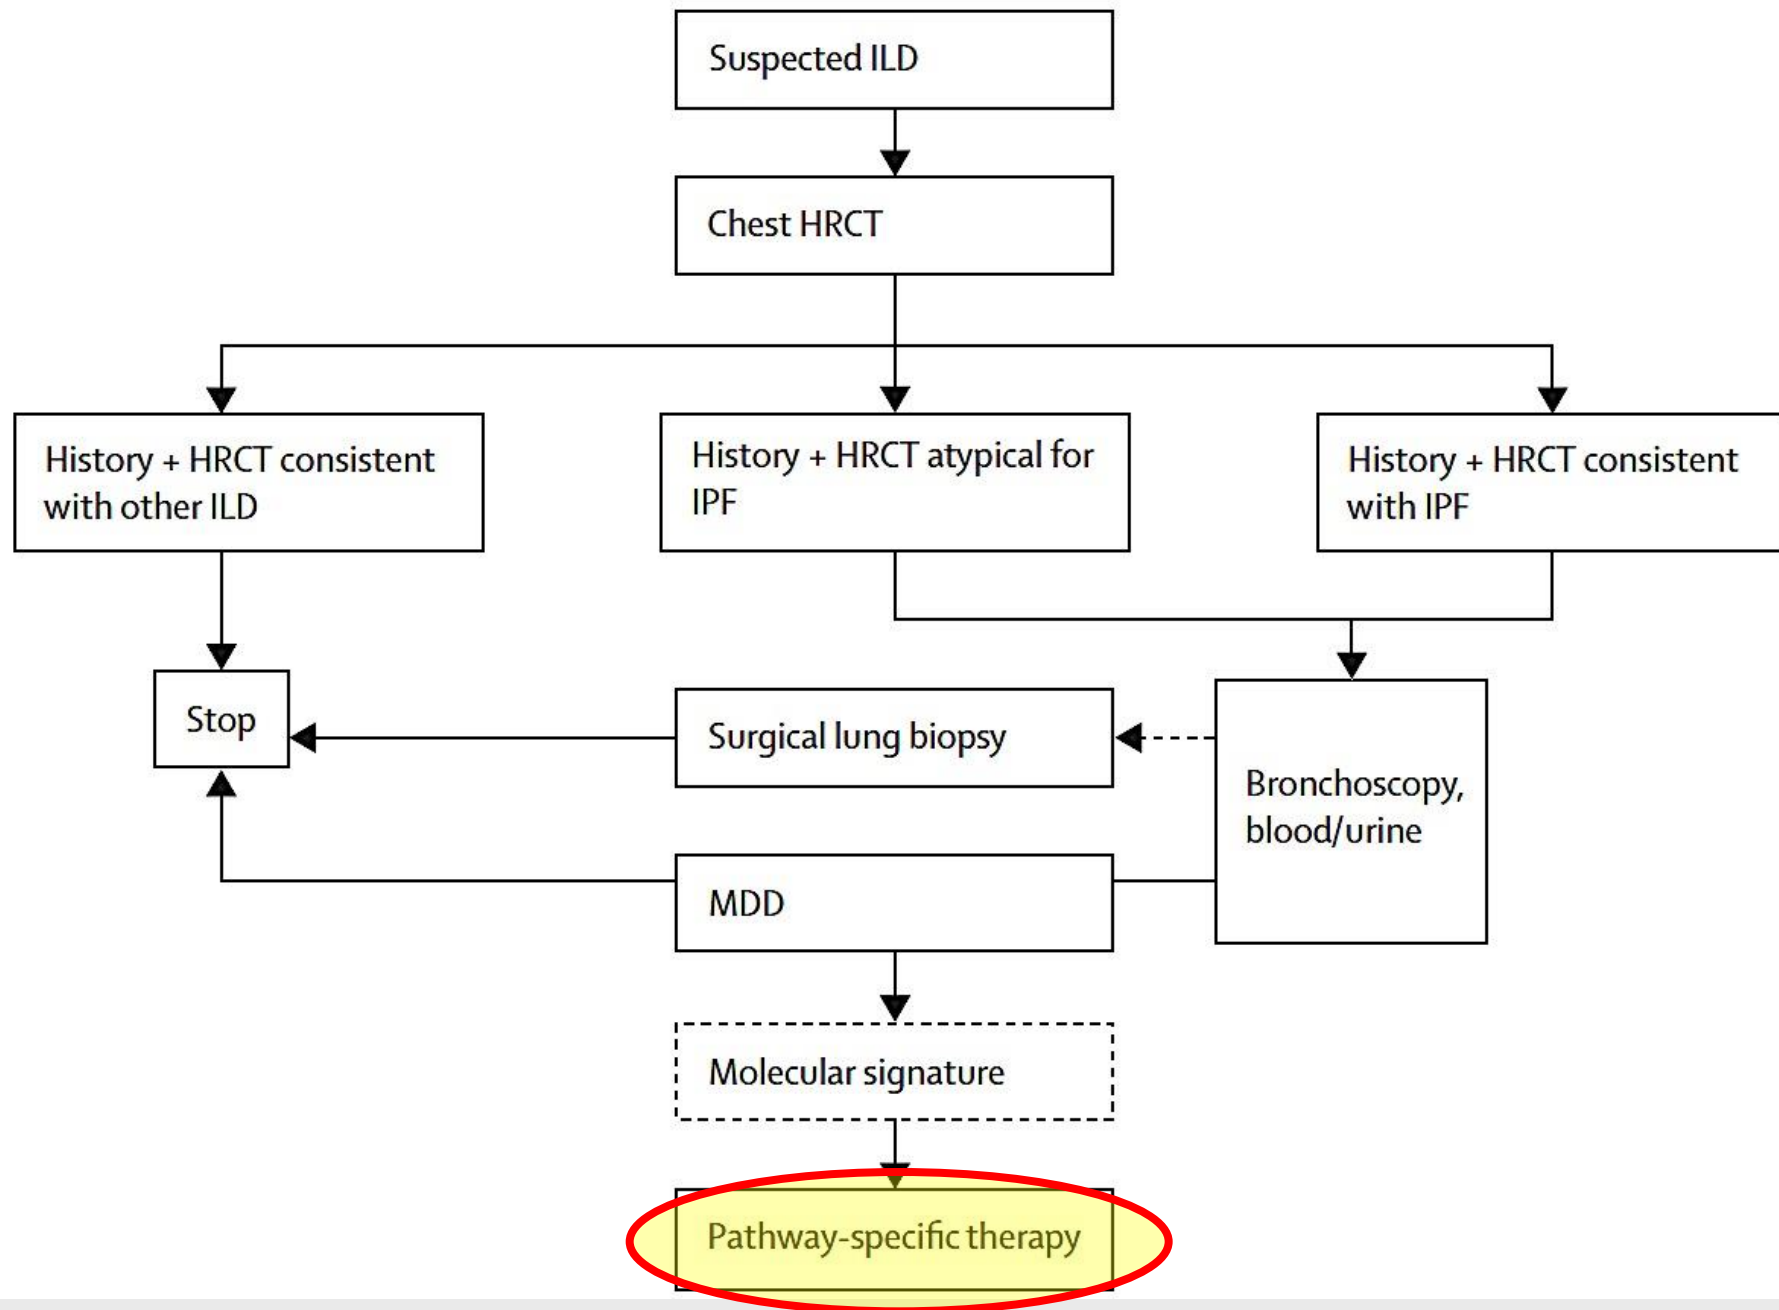 Suspected ILD
Chest HRCT
History + HRCT consistent
with other ILD
History + HRCT atypical for
IPF
History + HRCT consistent
with IPF
Stop
Surgical lung biopsy
Bronchoscopy,
blood/urine
MDD
Molecular signature
Pathway-specific therapy